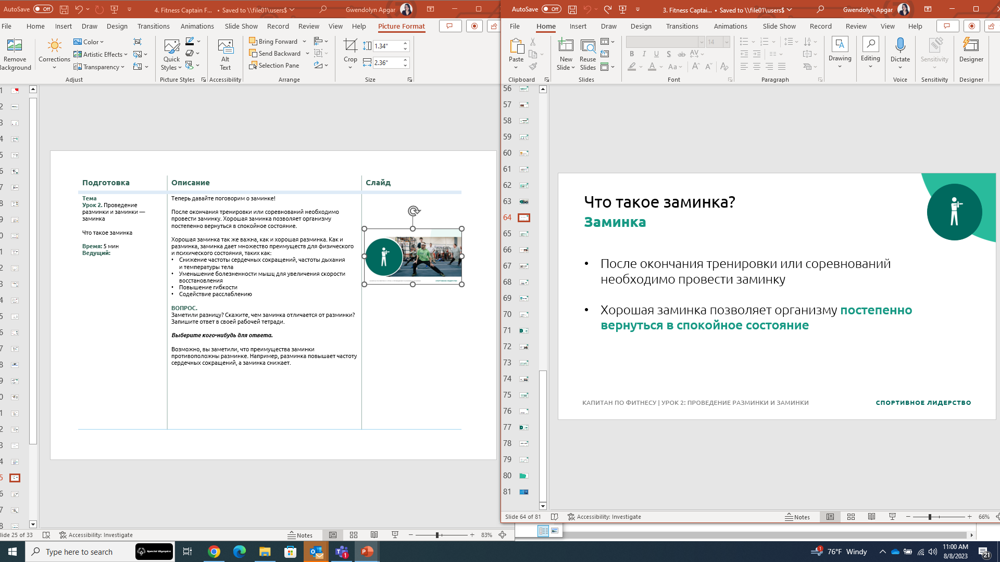 AutoSave Off 4. Fitness Captain F... • Saved to \\file01\users$ Gwendolyn Apgar
File Home Insert Draw Design Transitions Animations Slide Show Record Review View Help Picture Format
Remove Background
Corrections
Color
Artistic Effects
Transparency
Adjust
Quick Styles
Picture Styles
Alt Text
Accessibility
Bring Forward
Send Backward
Selection Pane
Arrange
Crop
1.34"
2.36"
Size
Подготовка Описание Слайд
Тема
Урок 2. Проведение
разминки и заминки —
заминка
Что такое заминка
Время: 5 мин
Ведущий:
Теперь давайте поговорим о заминке!
После окончания тренировки или соревнований необходимо
провести заминку. Хорошая заминка позволяет организму
постепенно вернуться в спокойное состояние.
Хорошая заминка так же важна, как и хорошая разминка. Как и
разминка, заминка дает множество преимуществ для физического
и психического состояния, таких как:
• Снижение частоты сердечных сокращений, частоты дыхания
и температуры тела
• Уменьшение болезненности мышц для увеличения скорости
восстановления
• Повышение гибкости
• Содействие расслаблению
ВОПРОС.
Заметили разницу? Скажите, чем заминка отличается от разминки?
Запишите ответ в своей рабочей тетради.
Выберите кого-нибудь для ответа.
Возможно, вы заметили, что преимущества заминки
противоположны разминке. Например, разминка повышает частоту
сердечных сокращений, а заминка снижает.
lide 25 of 33 Accessibility: Investigate Notes 83%
AutoSave Off 3. Fitness Captai... • Saved to \\file01\users$ Gwendolyn Apgar
File Home Insert Draw Design Transitions Animations Slide Show Record Review View Help
Paste
Clipboard
New Slide
Reuse Slides
Slides
14
B I U S ab AV
A Aa A A A
Font
Paragraph
Drawing
Editing
Dictate
Voice
Sensitivity
Sensitivity
Designer
Designer
56
57
58
59
60
61
62
63
64
65
66
67
68
69
70
71
72
73
74
75
76
77
78
79
80
81
Что такое заминка?
Заминка
• После окончания тренировки или соревнований
необходимо провести заминку
• Хорошая заминка позволяет организму постепенно
вернуться в спокойное состояние
КАПИТАН ПО ФИТНЕСУ | УРОК 2: ПРОВЕДЕНИЕ РАЗМИНКИ И ЗАМИНКИ СПОРТИВНОЕ ЛИДЕРСТВО
Slide 64 of 81 Accessibility: Investigate Notes 66%
Type here to search Special Olympics 76°F Windy 11:00 AM
8/8/2023 21